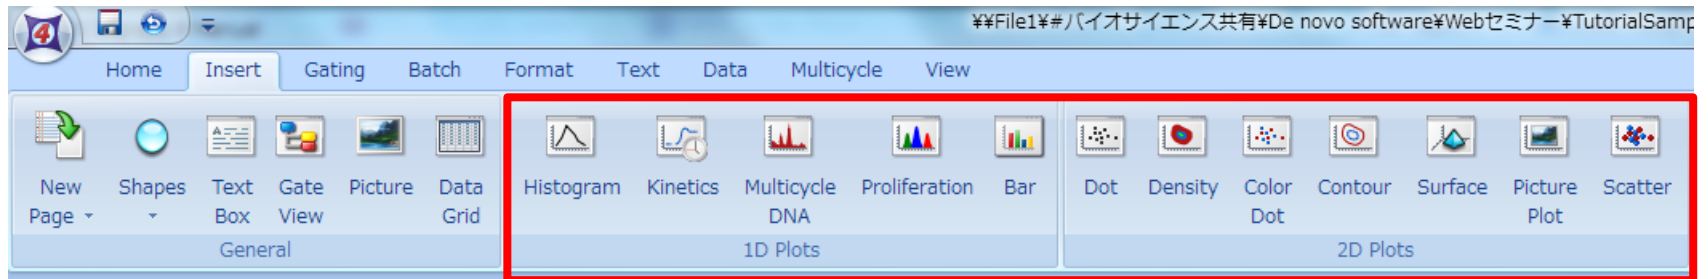 4
¥¥File1¥#バイオサイエンス共有¥De novo software¥Webセミナー¥TutorialSamp
Home Insert Gating Batch Format Text Data Multicycle View
New Page Shapes Text Box Gate View Picture Data Grid
General
Histogram Kinetics Multicycle DNA Proliferation Bar
1D Plots
Dot Density Color Dot Contour Surface Picture Plot Scatter
2D Plots